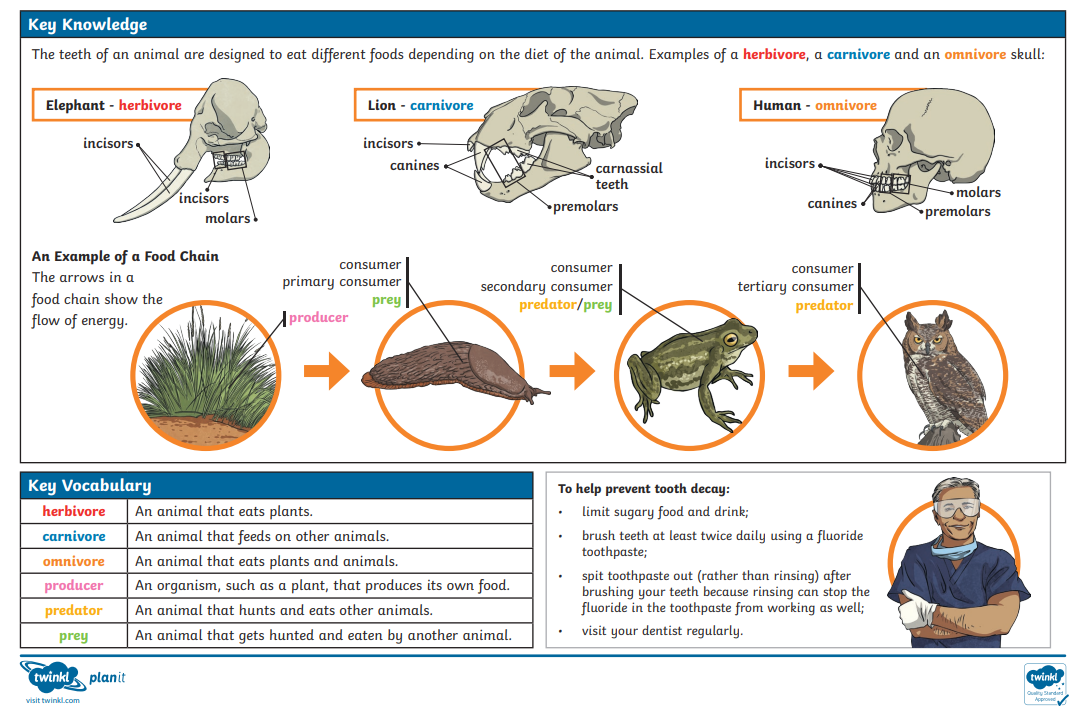 Key Knowledge
The teeth of an animal are designed to eat different foods depending on the diet of the animal. Examples of a herbivore, a carnivore and an omnivore skull:
Elephant - herbivore
incisors
incisors
molars
Lion - carnivore
incisors
canines
carnassial
teeth
premolars
Human - omnivore
incisors
canines
molars
premolars
An Example of a Food Chain
The arrows in a
food chain show the
flow of energy.
producer
consumer
primary consumer
prey
consumer
secondary consumer
predator/prey
consumer
tertiary consumer
predator
Key Vocabulary
herbivore An animal that eats plants.
carnivore An animal that feeds on other animals.
omnivore An animal that eats plants and animals.
producer An organism, such as a plant, that produces its own food.
predator An animal that hunts and eats other animals.
prey An animal that gets hunted and eaten by another animal.
To help prevent tooth decay:
• limit sugary food and drink;
• brush teeth at least twice daily using a fluoride
toothpaste;
• spit toothpaste out (rather than rinsing) after
brushing your teeth because rinsing can stop the
fluoride in the toothpaste from working as well;
• visit your dentist regularly.
twinkl planit
visit twinkl.com
twinkl
Quality Standard
Approved